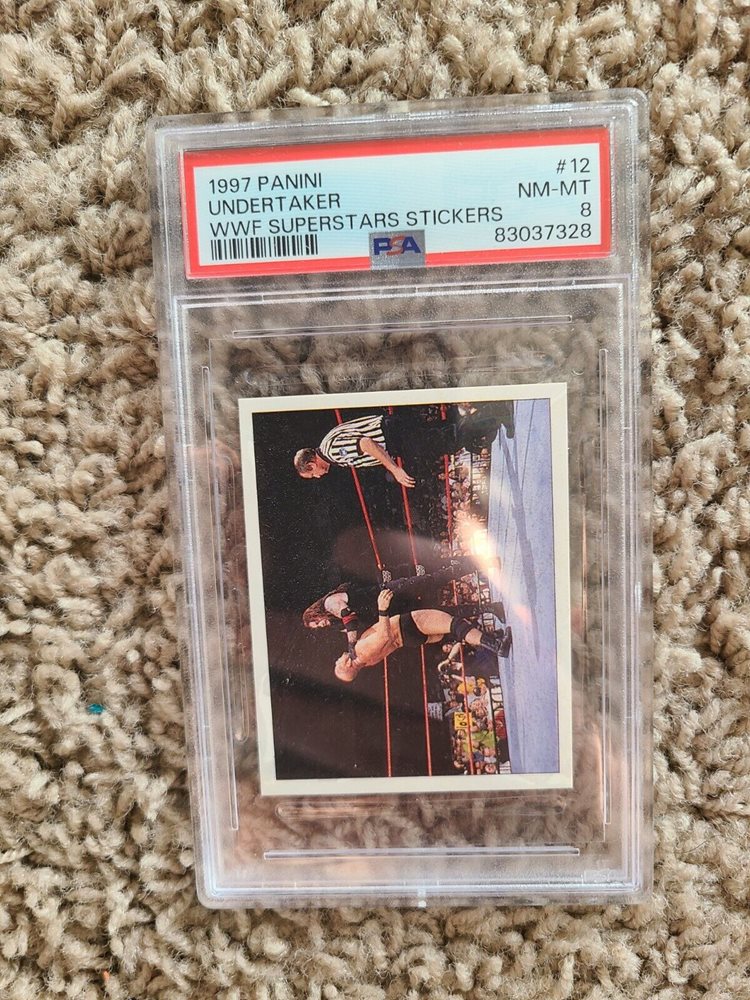 1997 PANINI #12
UNDERTAKER NM-MT
WWF SUPERSTARS STICKERS 8
PSA 83037328